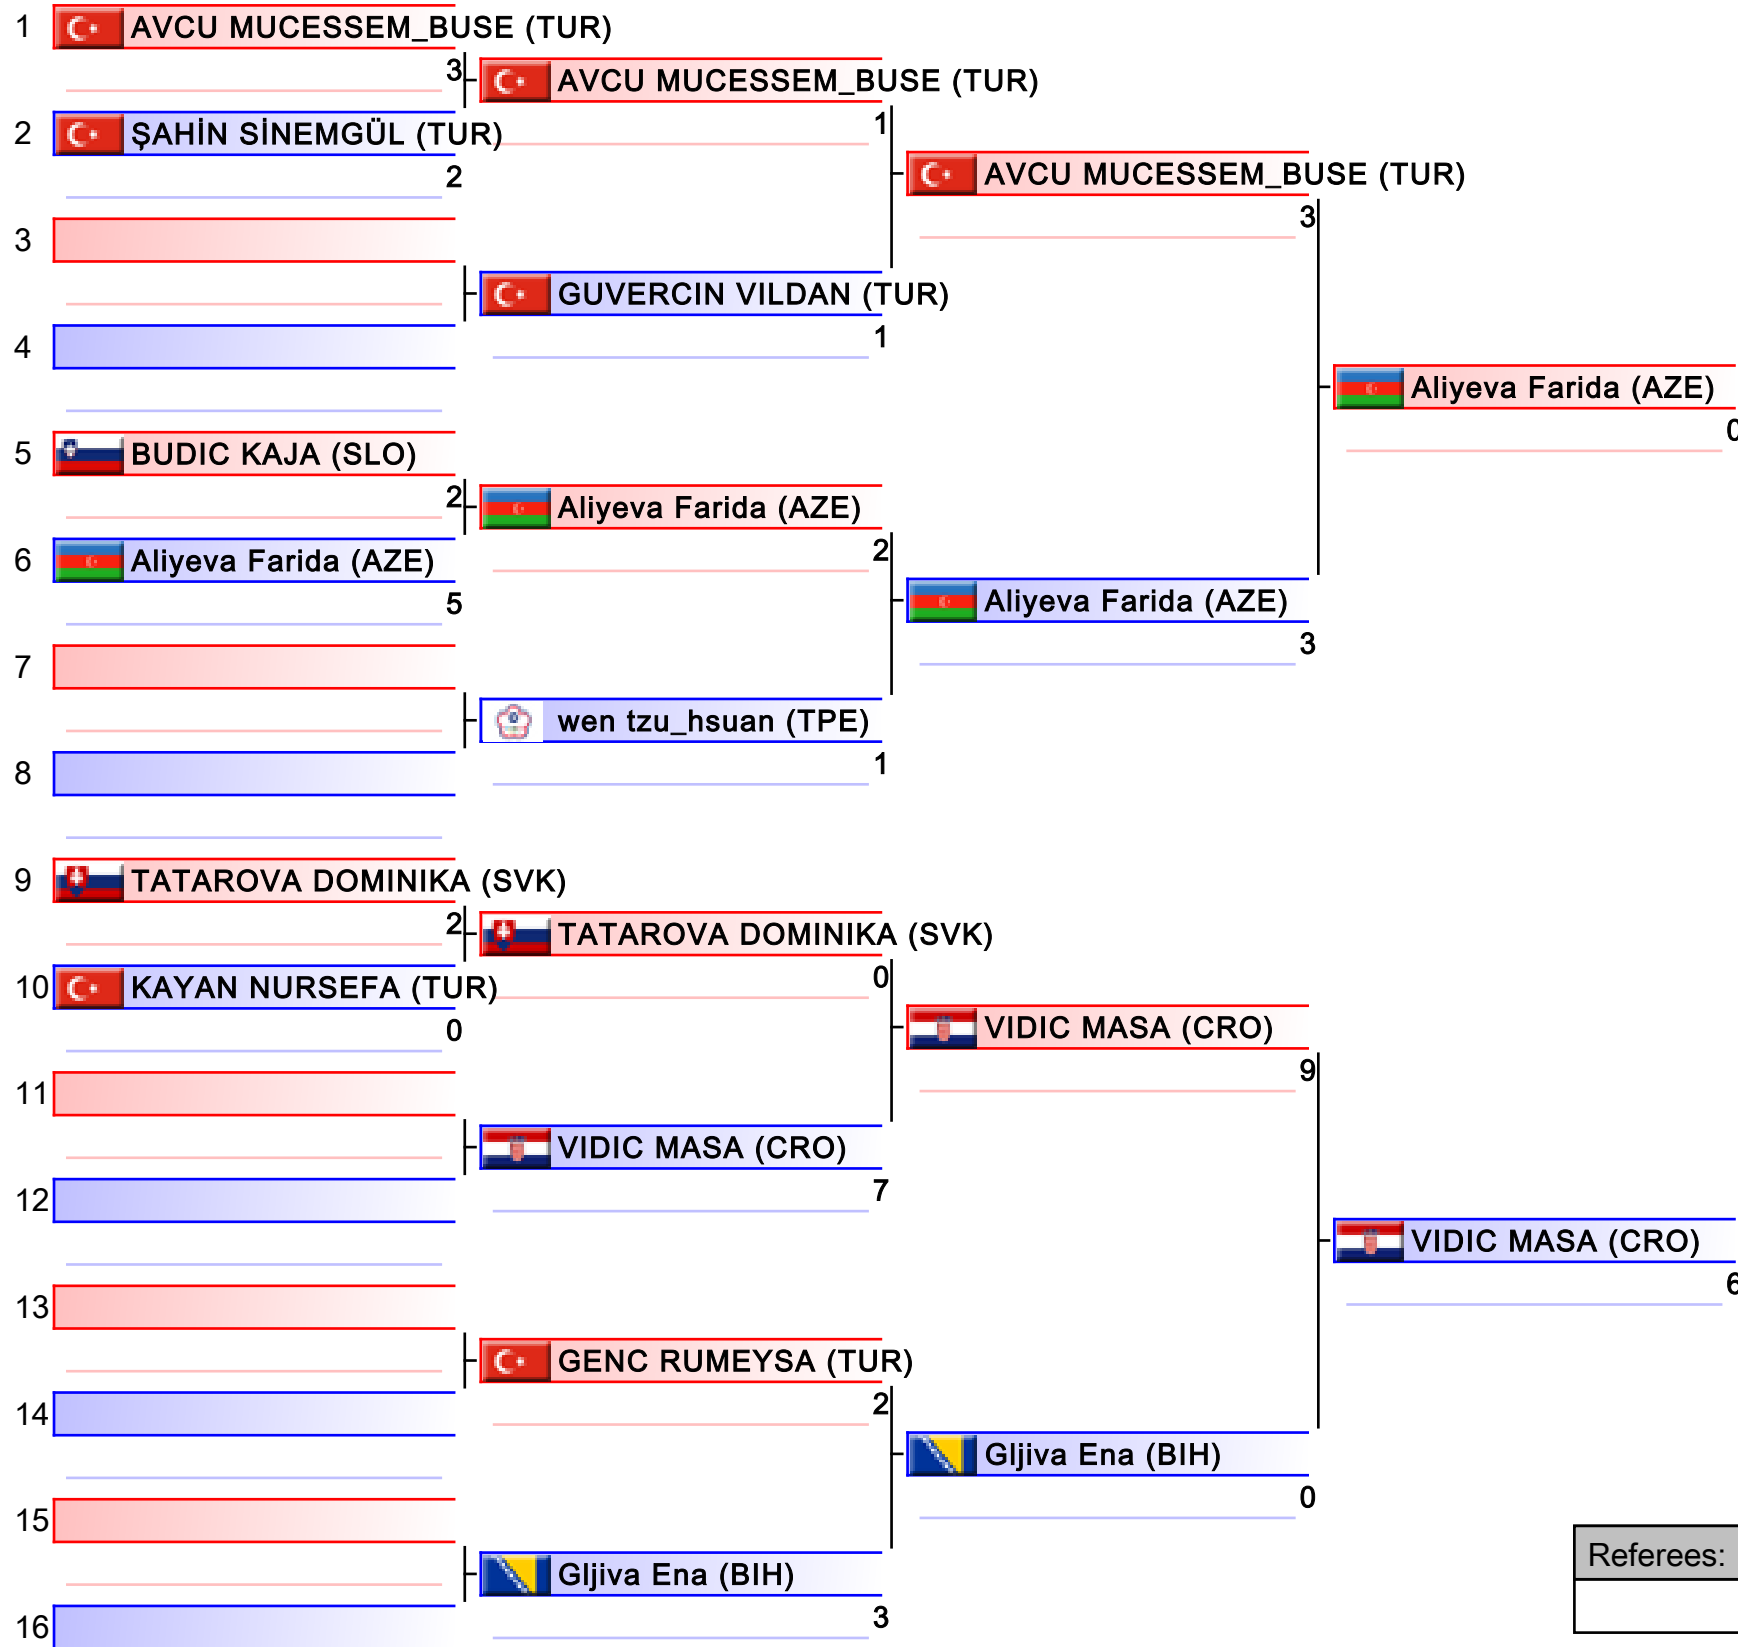 1 AVCU MUCESSEM_BUSE (TUR)
3 AVCU MUCESSEM_BUSE (TUR)
2 ŞAHİN SİNEMGÜL (TUR)
1
2
AVCU MUCESSEM_BUSE (TUR)
3
3
GUVERCIN VILDAN (TUR)
4
1
Aliyeva Farida (AZE)
0
5 BUDIC KAJA (SLO)
2 Aliyeva Farida (AZE)
6 Aliyeva Farida (AZE)
2
5
Aliyeva Farida (AZE)
3
7
wen tzu_hsuan (TPE)
8
1
9 TATAROVA DOMINIKA (SVK)
2 TATAROVA DOMINIKA (SVK)
10 KAYAN NURSEFA (TUR)
0
0
VIDIC MASA (CRO)
9
11
VIDIC MASA (CRO)
12
7
VIDIC MASA (CRO)
6
13
GENC RUMEYSA (TUR)
14
2
Gljiva Ena (BIH)
0
15
Gljiva Ena (BIH)
3
16
Referees: